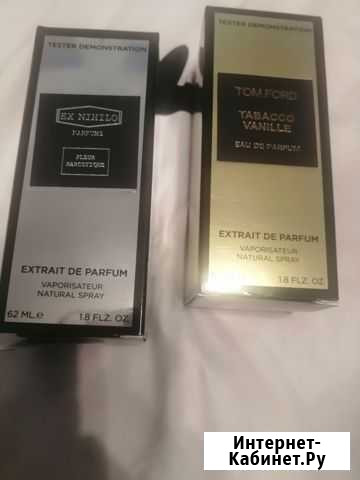 TESTER DEMONSTRATION
EX NIHILO
PARFUMS
FLEUR
NARCOTIQUE
EXTRAIT DE PARFUM
VAPORISATEUR
NATURAL SPRAY
62 ML.e 1.8 FLZ. OZ.
TESTER DEMONSTRATION
TOM FORD
TABACCO
VANILLE
EAU DE PARFUM
EXTRAIT DE PARFUM
VAPORISATEUR
NATURAL SPRAY
1.8 FLZ. OZ.
Интернет-
Кабинет.Ру